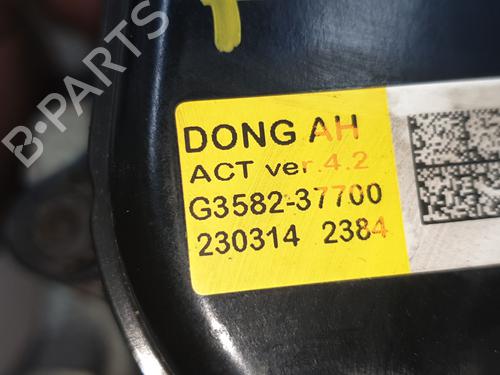 DONG AH
ACT ver.4.2
G3582-37700
230314 2384
B-PARTS